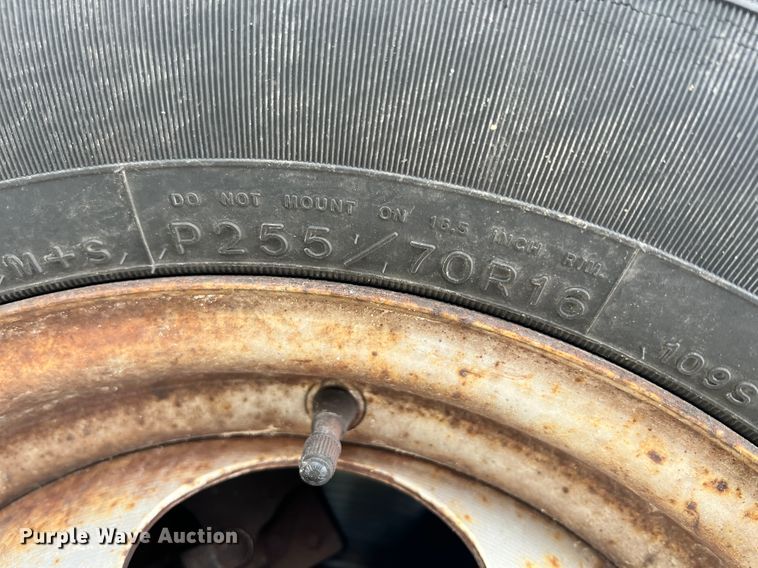 DO NOT MOUNT ON 16.5 INCH RIM.
M+S P255/70R16 109S
Purple Wave Auction